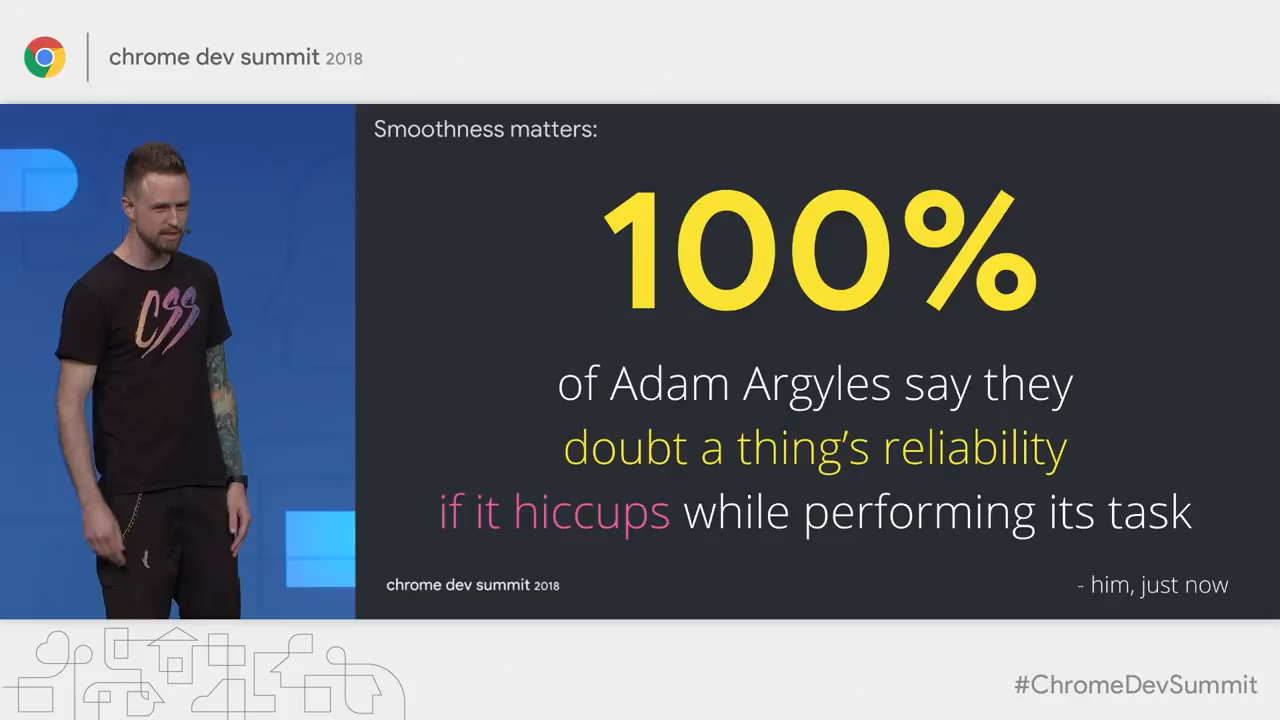 chrome dev summit 2018
Smoothness matters:
100%
of Adam Argyles say they
doubt a thing's reliability
if it hiccups while performing its task
chrome dev summit 2018
- him, just now
CSS
#ChromeDevSummit